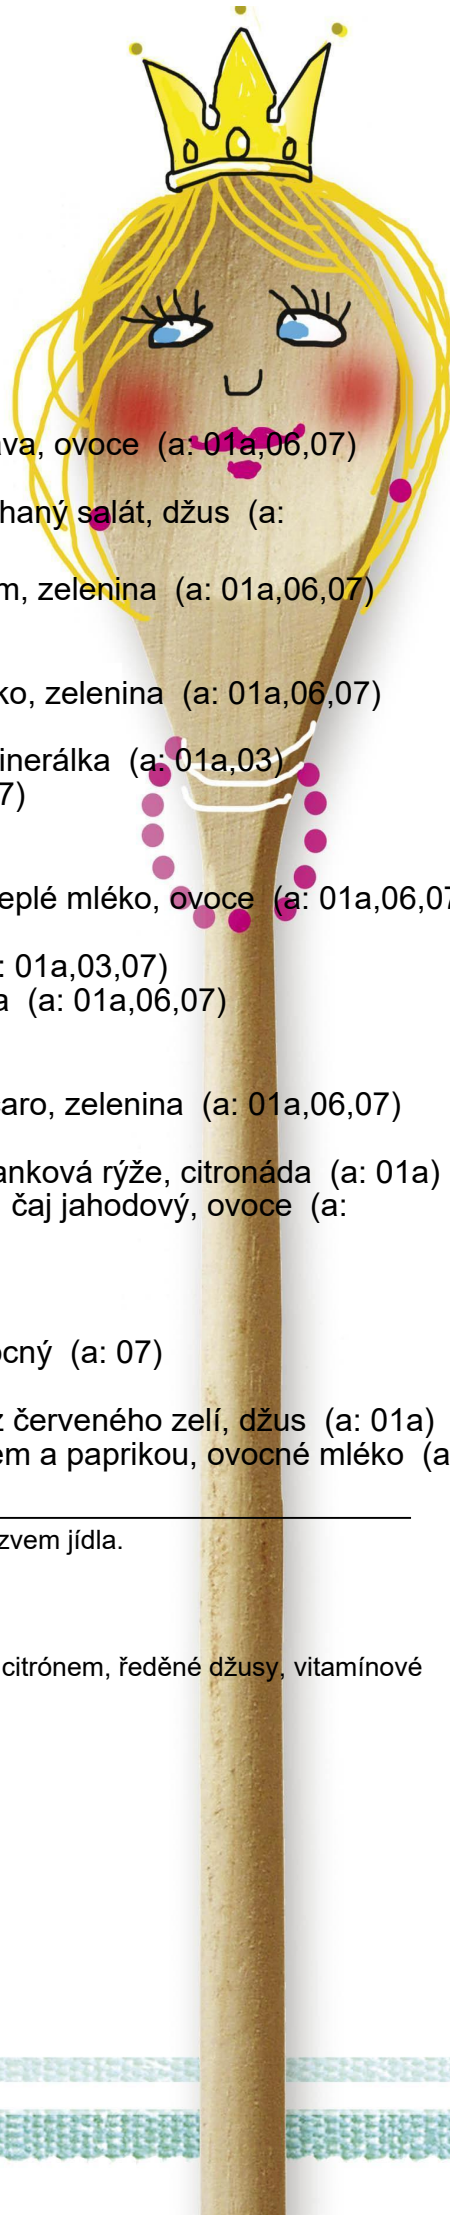 va, ovoce (a: 01a,06,07)
haný salát, džus (a:
m, zelenina (a: 01a,06,07)
ko, zelenina (a: 01a,06,07)
inerálka (a: 01a,03)
7)
eplé mléko, ovoce (a: 01a,06,07
: 01a,03,07)
a (a: 01a,06,07)
aro, zelenina (a: 01a,06,07)
anková rýže, citronáda (a: 01a)
čaj jahodový, ovoce (a:
ocný (a: 07)
z červeného zelí, džus (a: 01a)
em a paprikou, ovocné mléko (a
zvem jídla.
citrónem, ředěné džusy, vitamínové